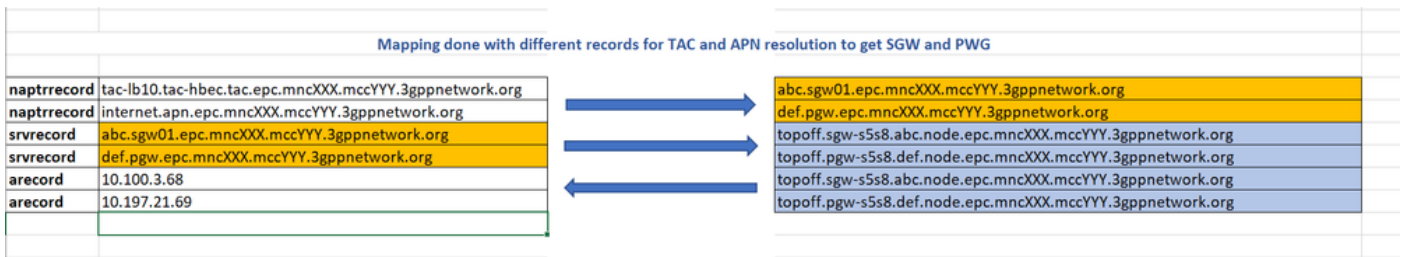 Mapping done with different records for TAC and APN resolution to get SGW and PWG
naptrrecord tac-lb10.tac-hbec.tac.epc.mncXXX.mccYYY.3gppnetwork.org abc.sgw01.epc.mncXXX.mccYYY.3gppnetwork.org
naptrrecord internet.apn.epc.mncXXX.mccYYY.3gppnetwork.org def.pgw.epc.mncXXX.mccYYY.3gppnetwork.org
srvrecord abc.sgw01.epc.mncXXX.mccYYY.3gppnetwork.org topoff.sgw-s5s8.abc.node.epc.mncXXX.mccYYY.3gppnetwork.org
srvrecord def.pgw.epc.mncXXX.mccYYY.3gppnetwork.org topoff.pgw-s5s8.def.node.epc.mncXXX.mccYYY.3gppnetwork.org
arecord 10.100.3.68 topoff.sgw-s5s8.abc.node.epc.mncXXX.mccYYY.3gppnetwork.org
arecord 10.197.21.69 topoff.pgw-s5s8.def.node.epc.mncXXX.mccYYY.3gppnetwork.org